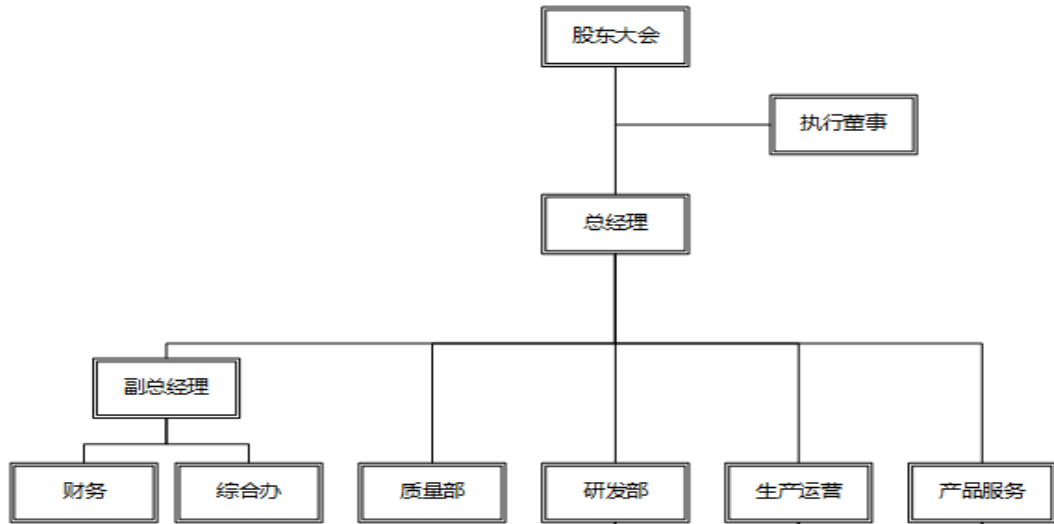 股东大会
执行董事
总经理
副总经理
财务
综合办
质量部
研发部
生产运营
产品服务